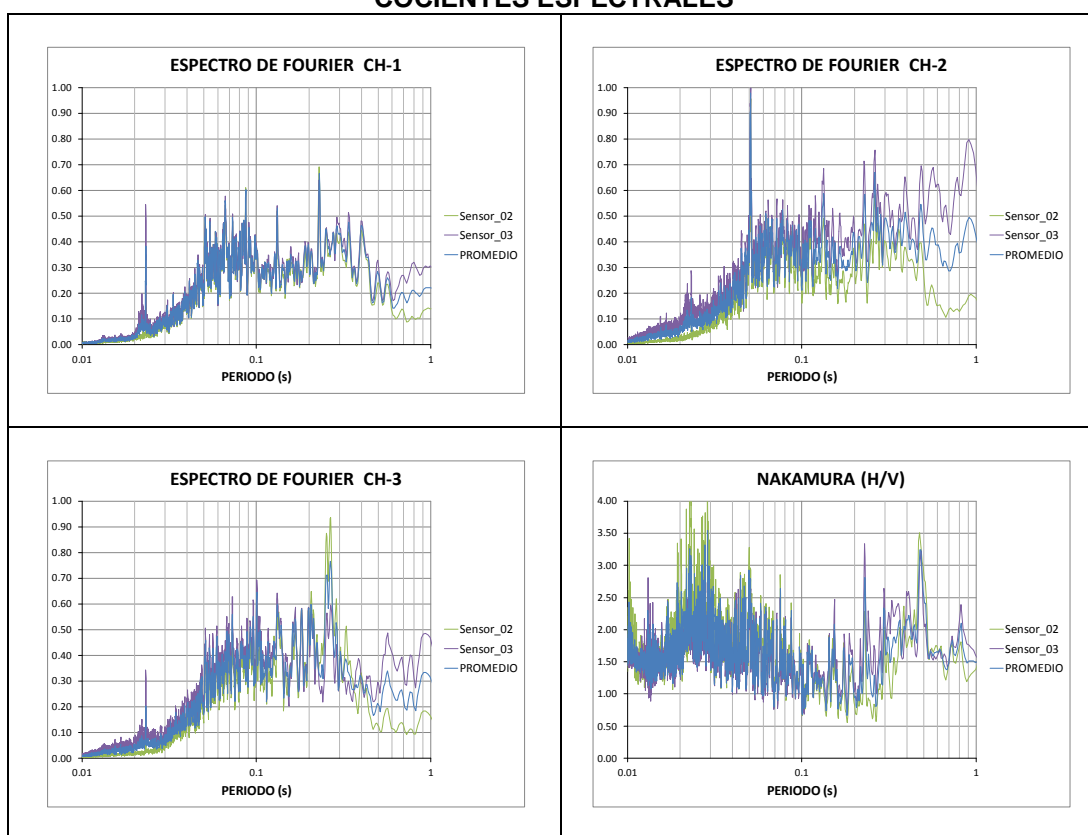 COCIENTES ESPECTRALES
ESPECTRO DE FOURIER CH-1
1.00
0.90
0.80
0.70
0.60
0.50
0.40
0.30
0.20
0.10
0.00
0.01
0.1
1
PERIODO (s)
Sensor_02
Sensor_03
PROMEDIO
ESPECTRO DE FOURIER CH-2
1.00
0.90
0.80
0.70
0.60
0.50
0.40
0.30
0.20
0.10
0.00
0.01
0.1
1
PERIODO (s)
Sensor_02
Sensor_03
PROMEDIO
ESPECTRO DE FOURIER CH-3
1.00
0.90
0.80
0.70
0.60
0.50
0.40
0.30
0.20
0.10
0.00
0.01
0.1
1
PERIODO (s)
Sensor_02
Sensor_03
PROMEDIO
NAKAMURA (H/V)
4.00
3.50
3.00
2.50
2.00
1.50
1.00
0.50
0.00
0.01
0.1
1
PERIODO (s)
Sensor_02
Sensor_03
PROMEDIO